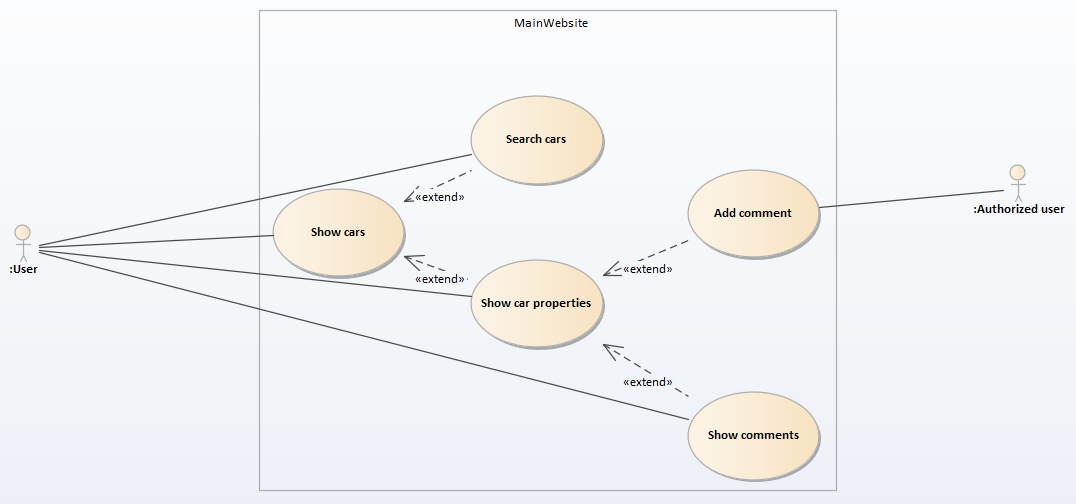 MainWebsite
Search cars
«extend»
Add comment
:Authorized user
Show cars
:User
«extend»
«extend»
Show car properties
«extend»
Show comments